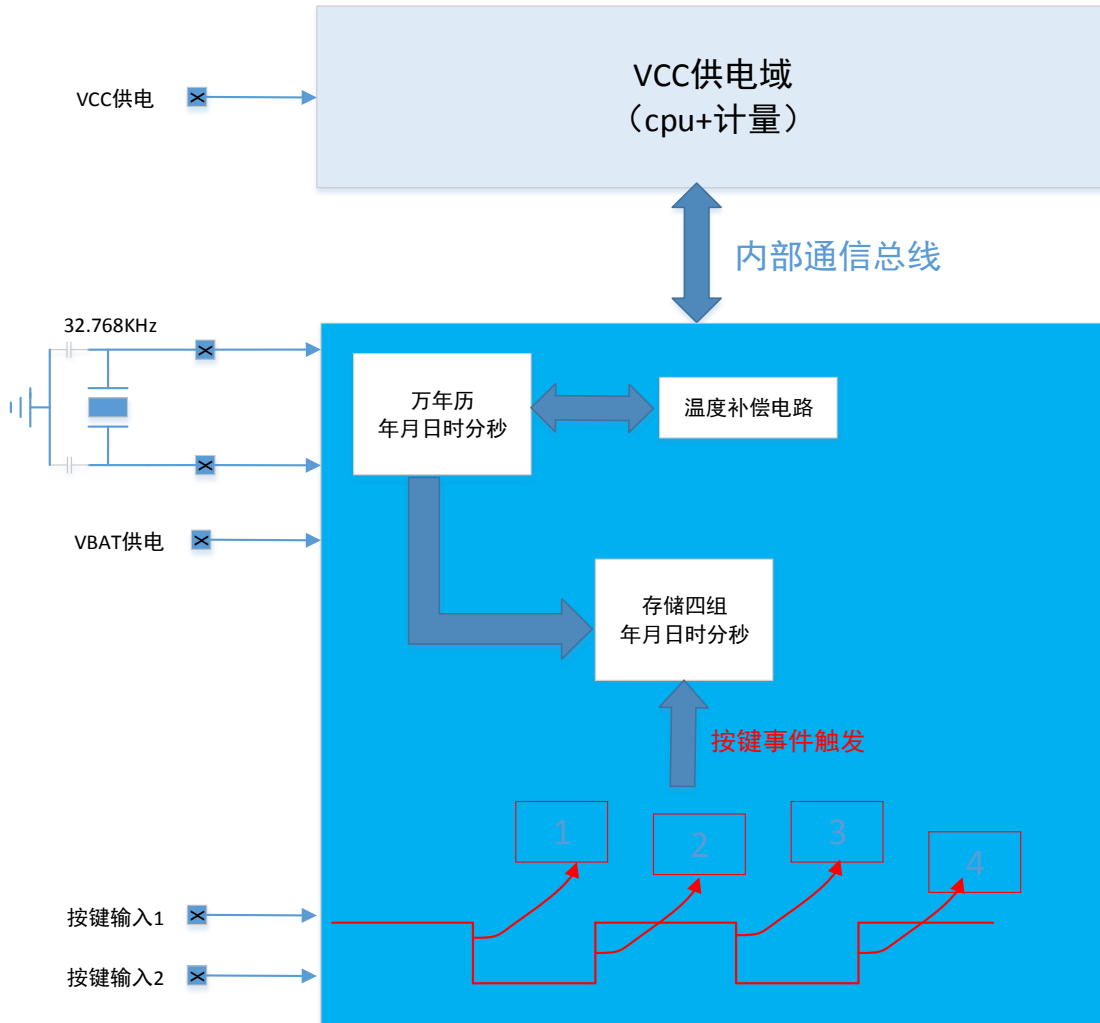 VCC供电域
（cpu+计量）
VCC供电
内部通信总线
32.768KHz
万年历
年月日时分秒
温度补偿电路
VBAT供电
存储四组
年月日时分秒
按键事件触发
1
2
3
4
按键输入1
按键输入2